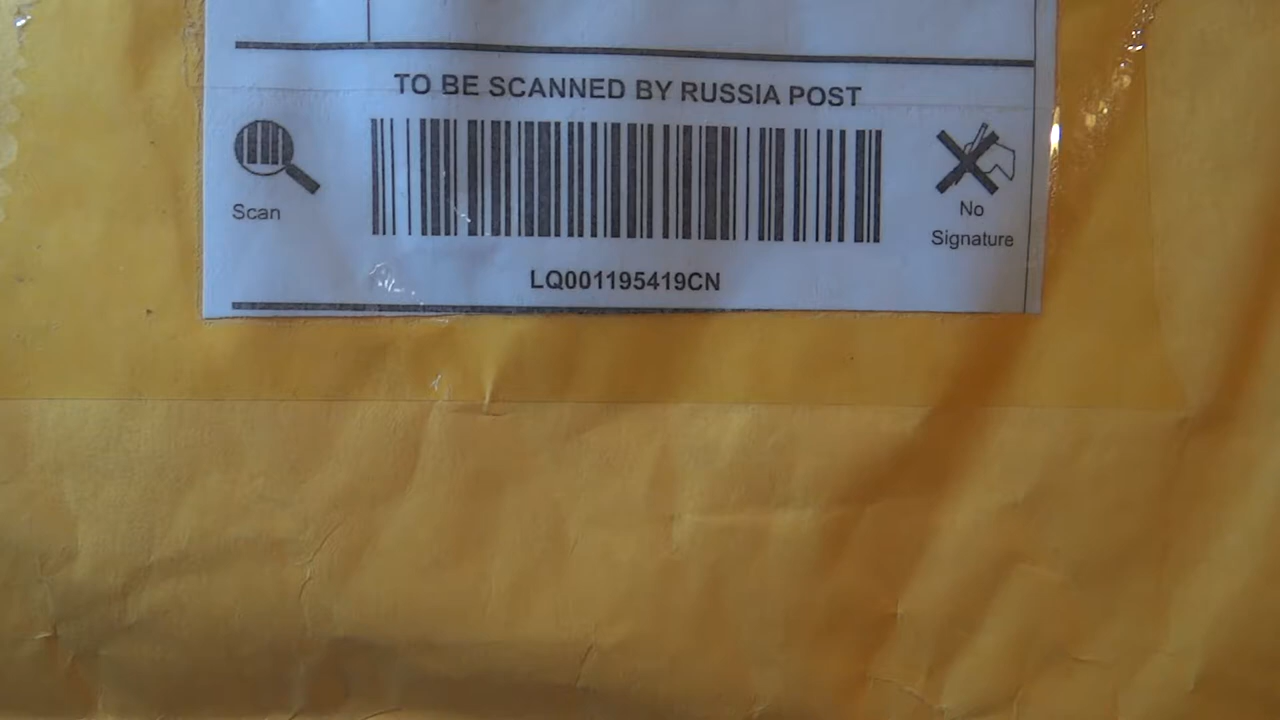 TO BE SCANNED BY RUSSIA POST
Scan
No
Signature
LQ001195419CN